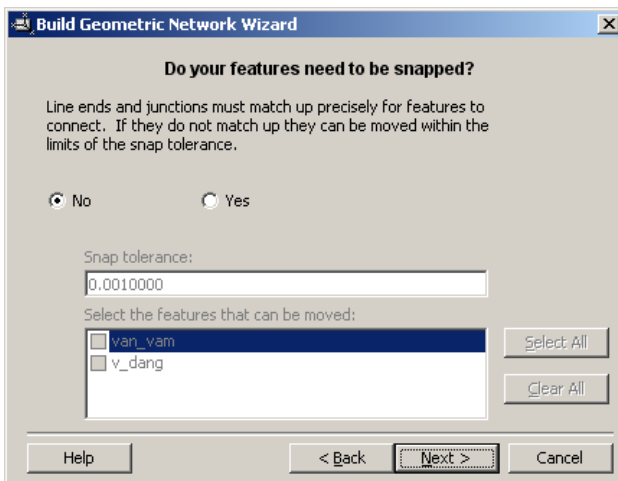 Build Geometric Network Wizard
Do your features need to be snapped?
Line ends and junctions must match up precisely for features to
connect. If they do not match up they can be moved within the
limits of the snap tolerance.
No Yes
Snap tolerance:
0.0010000
Select the features that can be moved:
van_vam
v_dang
Select All
Clear All
Help < Back Next > Cancel